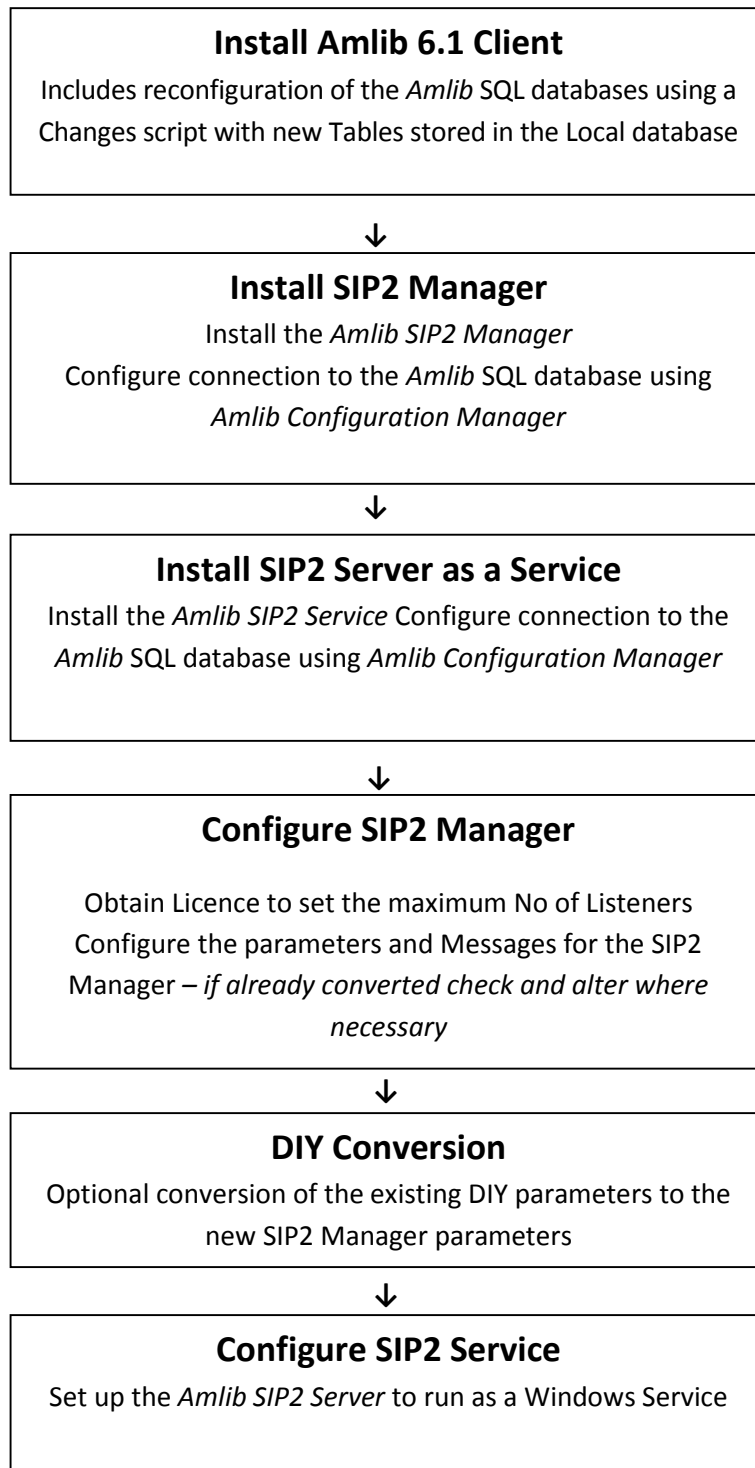 Install Amlib 6.1 Client
Includes reconfiguration of the Amlib SQL databases using a
Changes script with new Tables stored in the Local database
↓
Install SIP2 Manager
Install the Amlib SIP2 Manager
Configure connection to the Amlib SQL database using
Amlib Configuration Manager
↓
Install SIP2 Server as a Service
Install the Amlib SIP2 Service Configure connection to the
Amlib SQL database using Amlib Configuration Manager
↓
Configure SIP2 Manager
Obtain Licence to set the maximum No of Listeners
Configure the parameters and Messages for the SIP2
Manager – if already converted check and alter where
necessary
↓
DIY Conversion
Optional conversion of the existing DIY parameters to the
new SIP2 Manager parameters
↓
Configure SIP2 Service
Set up the Amlib SIP2 Server to run as a Windows Service